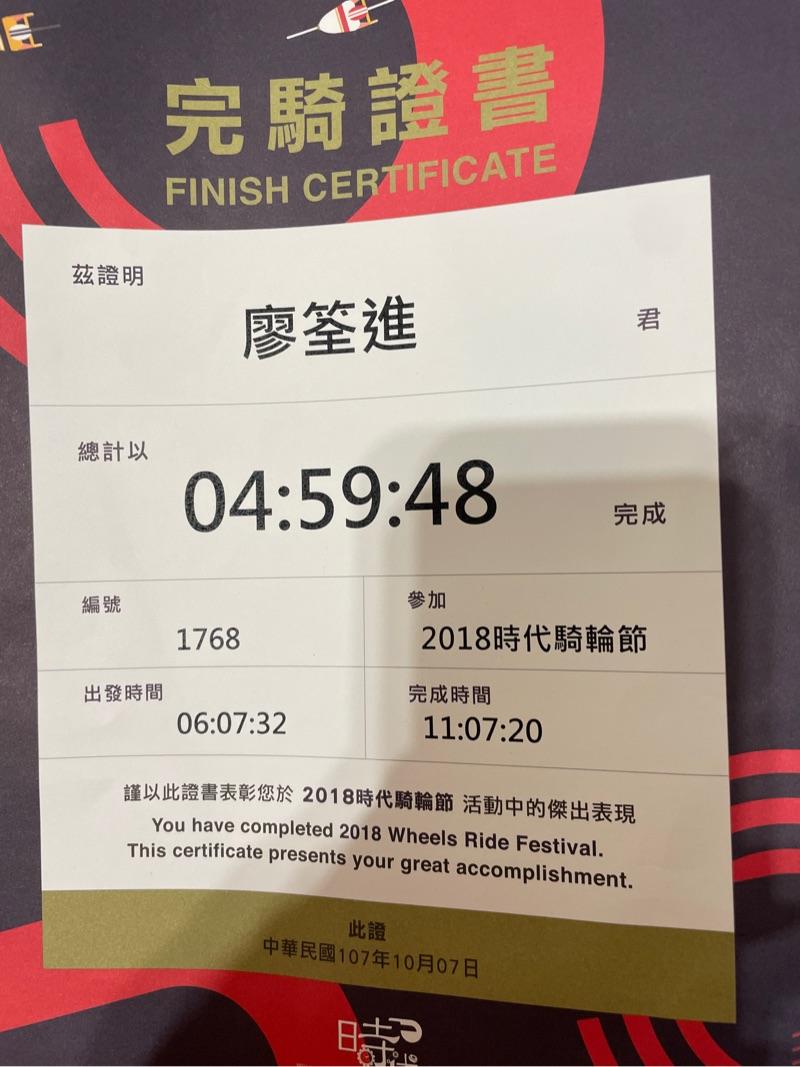 完騎證書
FINISH CERTIFICATE
茲證明
廖筌進 君
總計以
04:59:48 完成
編號
1768
參加
2018時代騎輪節
出發時間
06:07:32
完成時間
11:07:20
謹以此證書表彰您於 2018時代騎輪節 活動中的傑出表現
You have completed 2018 Wheels Ride Festival.
This certificate presents your great accomplishment.
此證
中華民國107年10月07日
時代